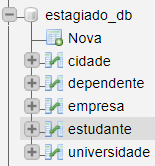 estagiado_db
Nova
cidade
dependente
empresa
estudante
universidade